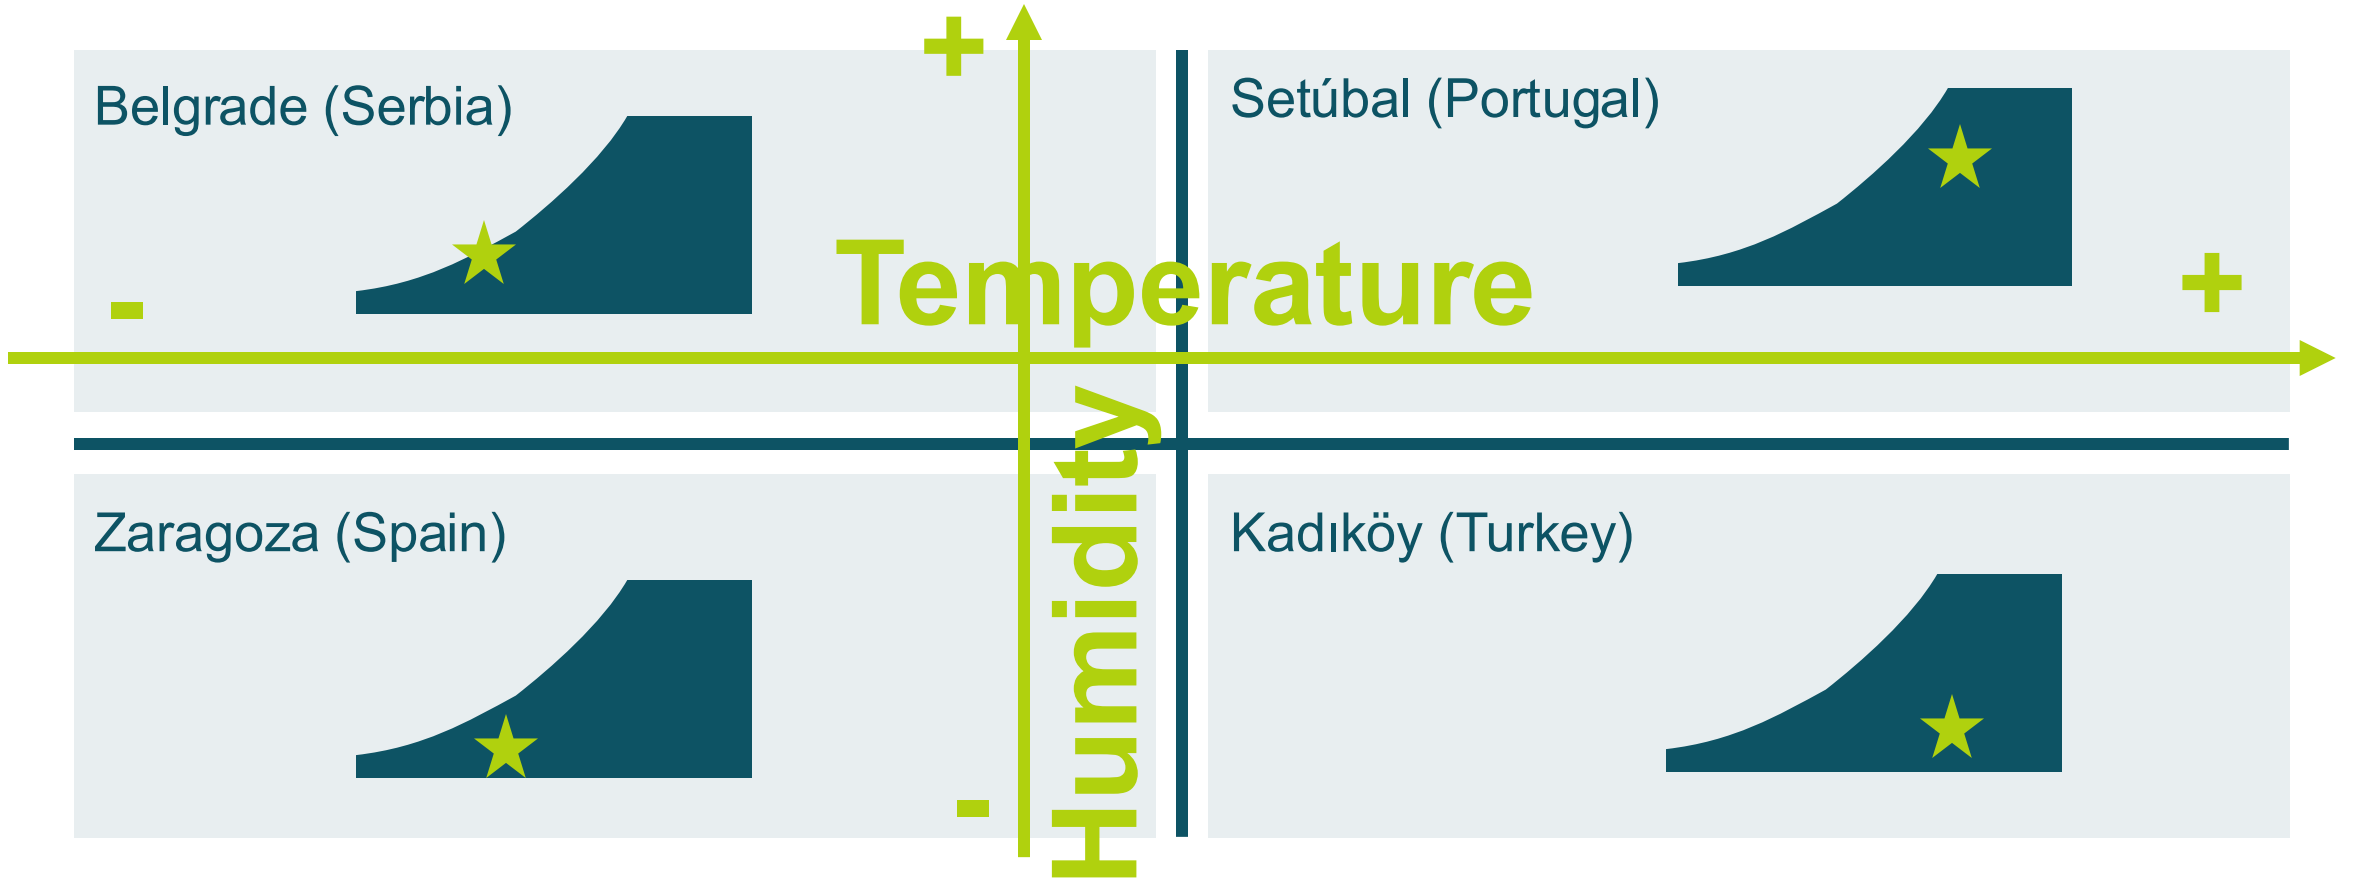 +
Belgrade (Serbia)
Setúbal (Portugal)
Temperature
-
+
Humidity
Zaragoza (Spain)
Kadıköy (Turkey)
-